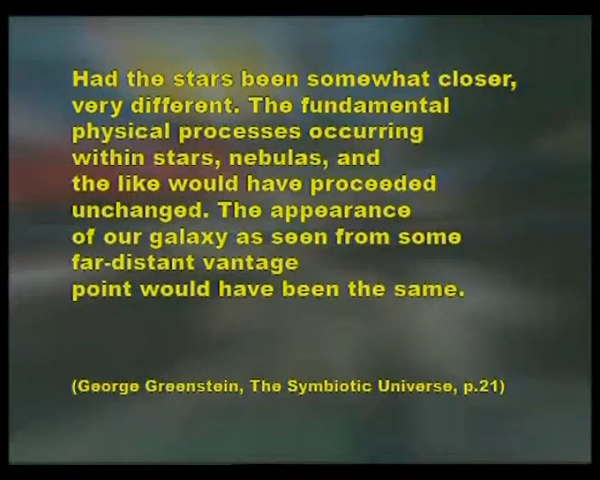 Had the stars been somewhat closer,
very different. The fundamental
physical processes occurring
within stars, nebulas, and
the like would have proceeded
unchanged. The appearance
of our galaxy as seen from some
far-distant vantage
point would have been the same.
(George Greenstein, The Symbiotic Universe, p.21)